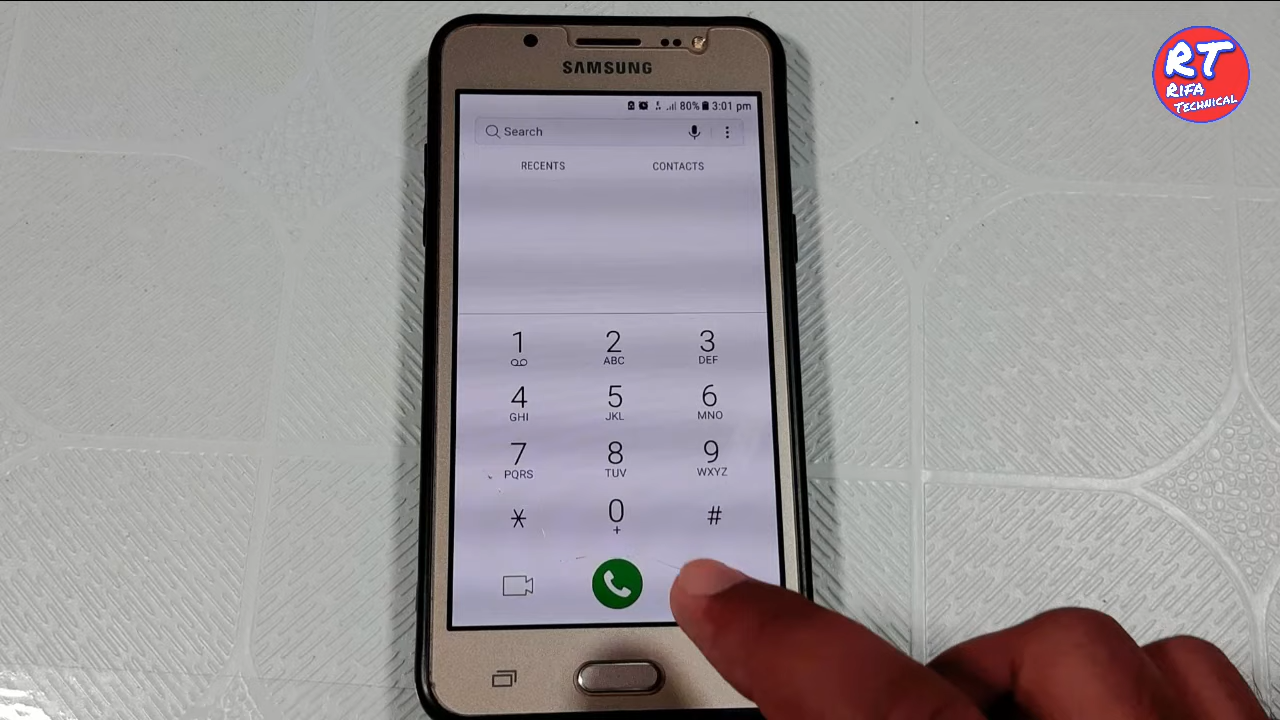 RT
RIFA
TECHNICAL
SAMSUNG
80% 3:01 pm
Search
RECENTS CONTACTS
1 2 3
ABC DEF
4 5 6
GHI JKL MNO
7 8 9
PQRS TUV WXYZ
* 0 #
+